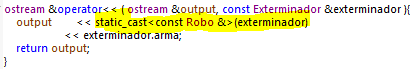 ostream &operator<< ( ostream &output, const Exterminador &exterminador ){
output << static_cast<const Robo &>(exterminador)
<< exterminador.arma;
return output;
}